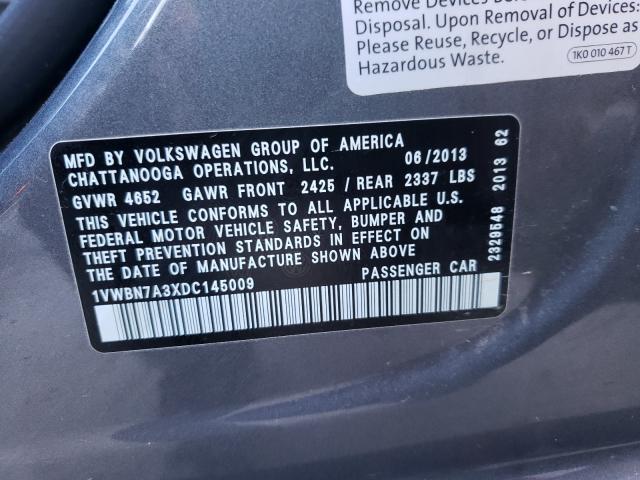 Remove Devices
Disposal. Upon Removal of Devices:
Please Reuse, Recycle, or Dispose as
Hazardous Waste.
1K0 010 467 T
MFD BY VOLKSWAGEN GROUP OF AMERICA
CHATTANOOGA OPERATIONS, LLC. 06/2013
GVWR 4652 GAWR FRONT 2425 / REAR 2337 LBS
THIS VEHICLE CONFORMS TO ALL APPLICABLE U.S.
FEDERAL MOTOR VEHICLE SAFETY, BUMPER AND
THEFT PREVENTION STANDARDS IN EFFECT ON
THE DATE OF MANUFACTURE SHOWN ABOVE
1VWBN7A3XDC145009 PASSENGER CAR
2329548 2013 62